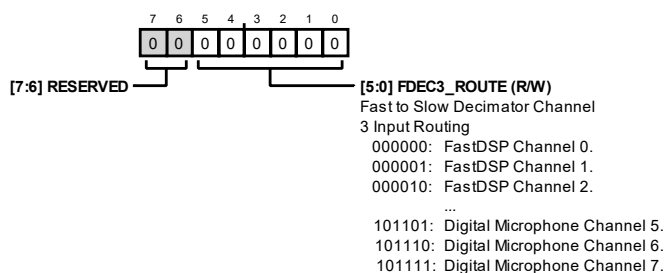 7 6 5 4 3 2 1 0
0 0 0 0 0 0 0 0
[7:6] RESERVED
[5:0] FDEC3_ROUTE (R/W)
Fast to Slow Decimator Channel
3 Input Routing
000000: FastDSP Channel 0.
000001: FastDSP Channel 1.
000010: FastDSP Channel 2.
...
101101: Digital Microphone Channel 5.
101110: Digital Microphone Channel 6.
101111: Digital Microphone Channel 7.